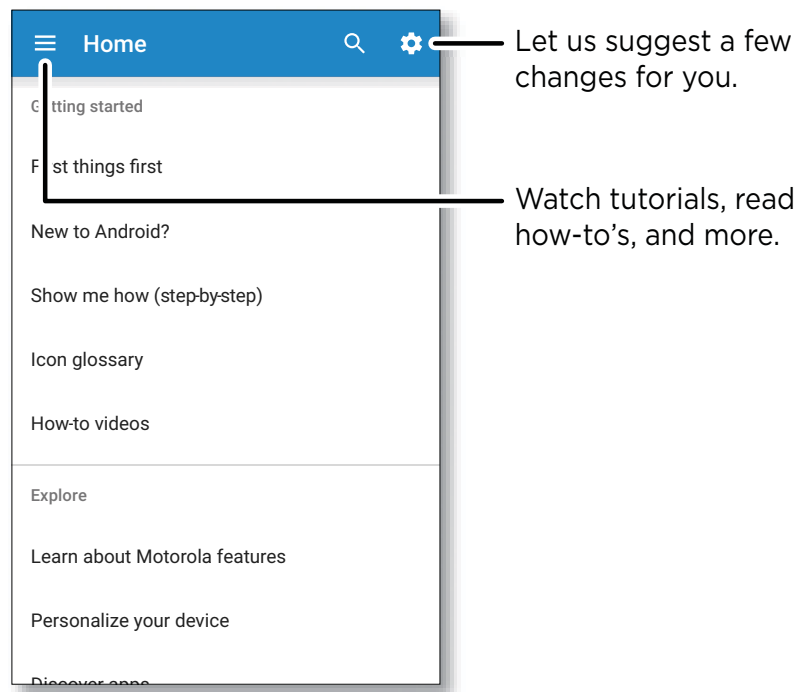 Home
Let us suggest a few
changes for you.
Getting started
First things first
Watch tutorials, read
how-to’s, and more.
New to Android?
Show me how (step-by-step)
Icon glossary
How-to videos
Explore
Learn about Motorola features
Personalize your device
Discover apps